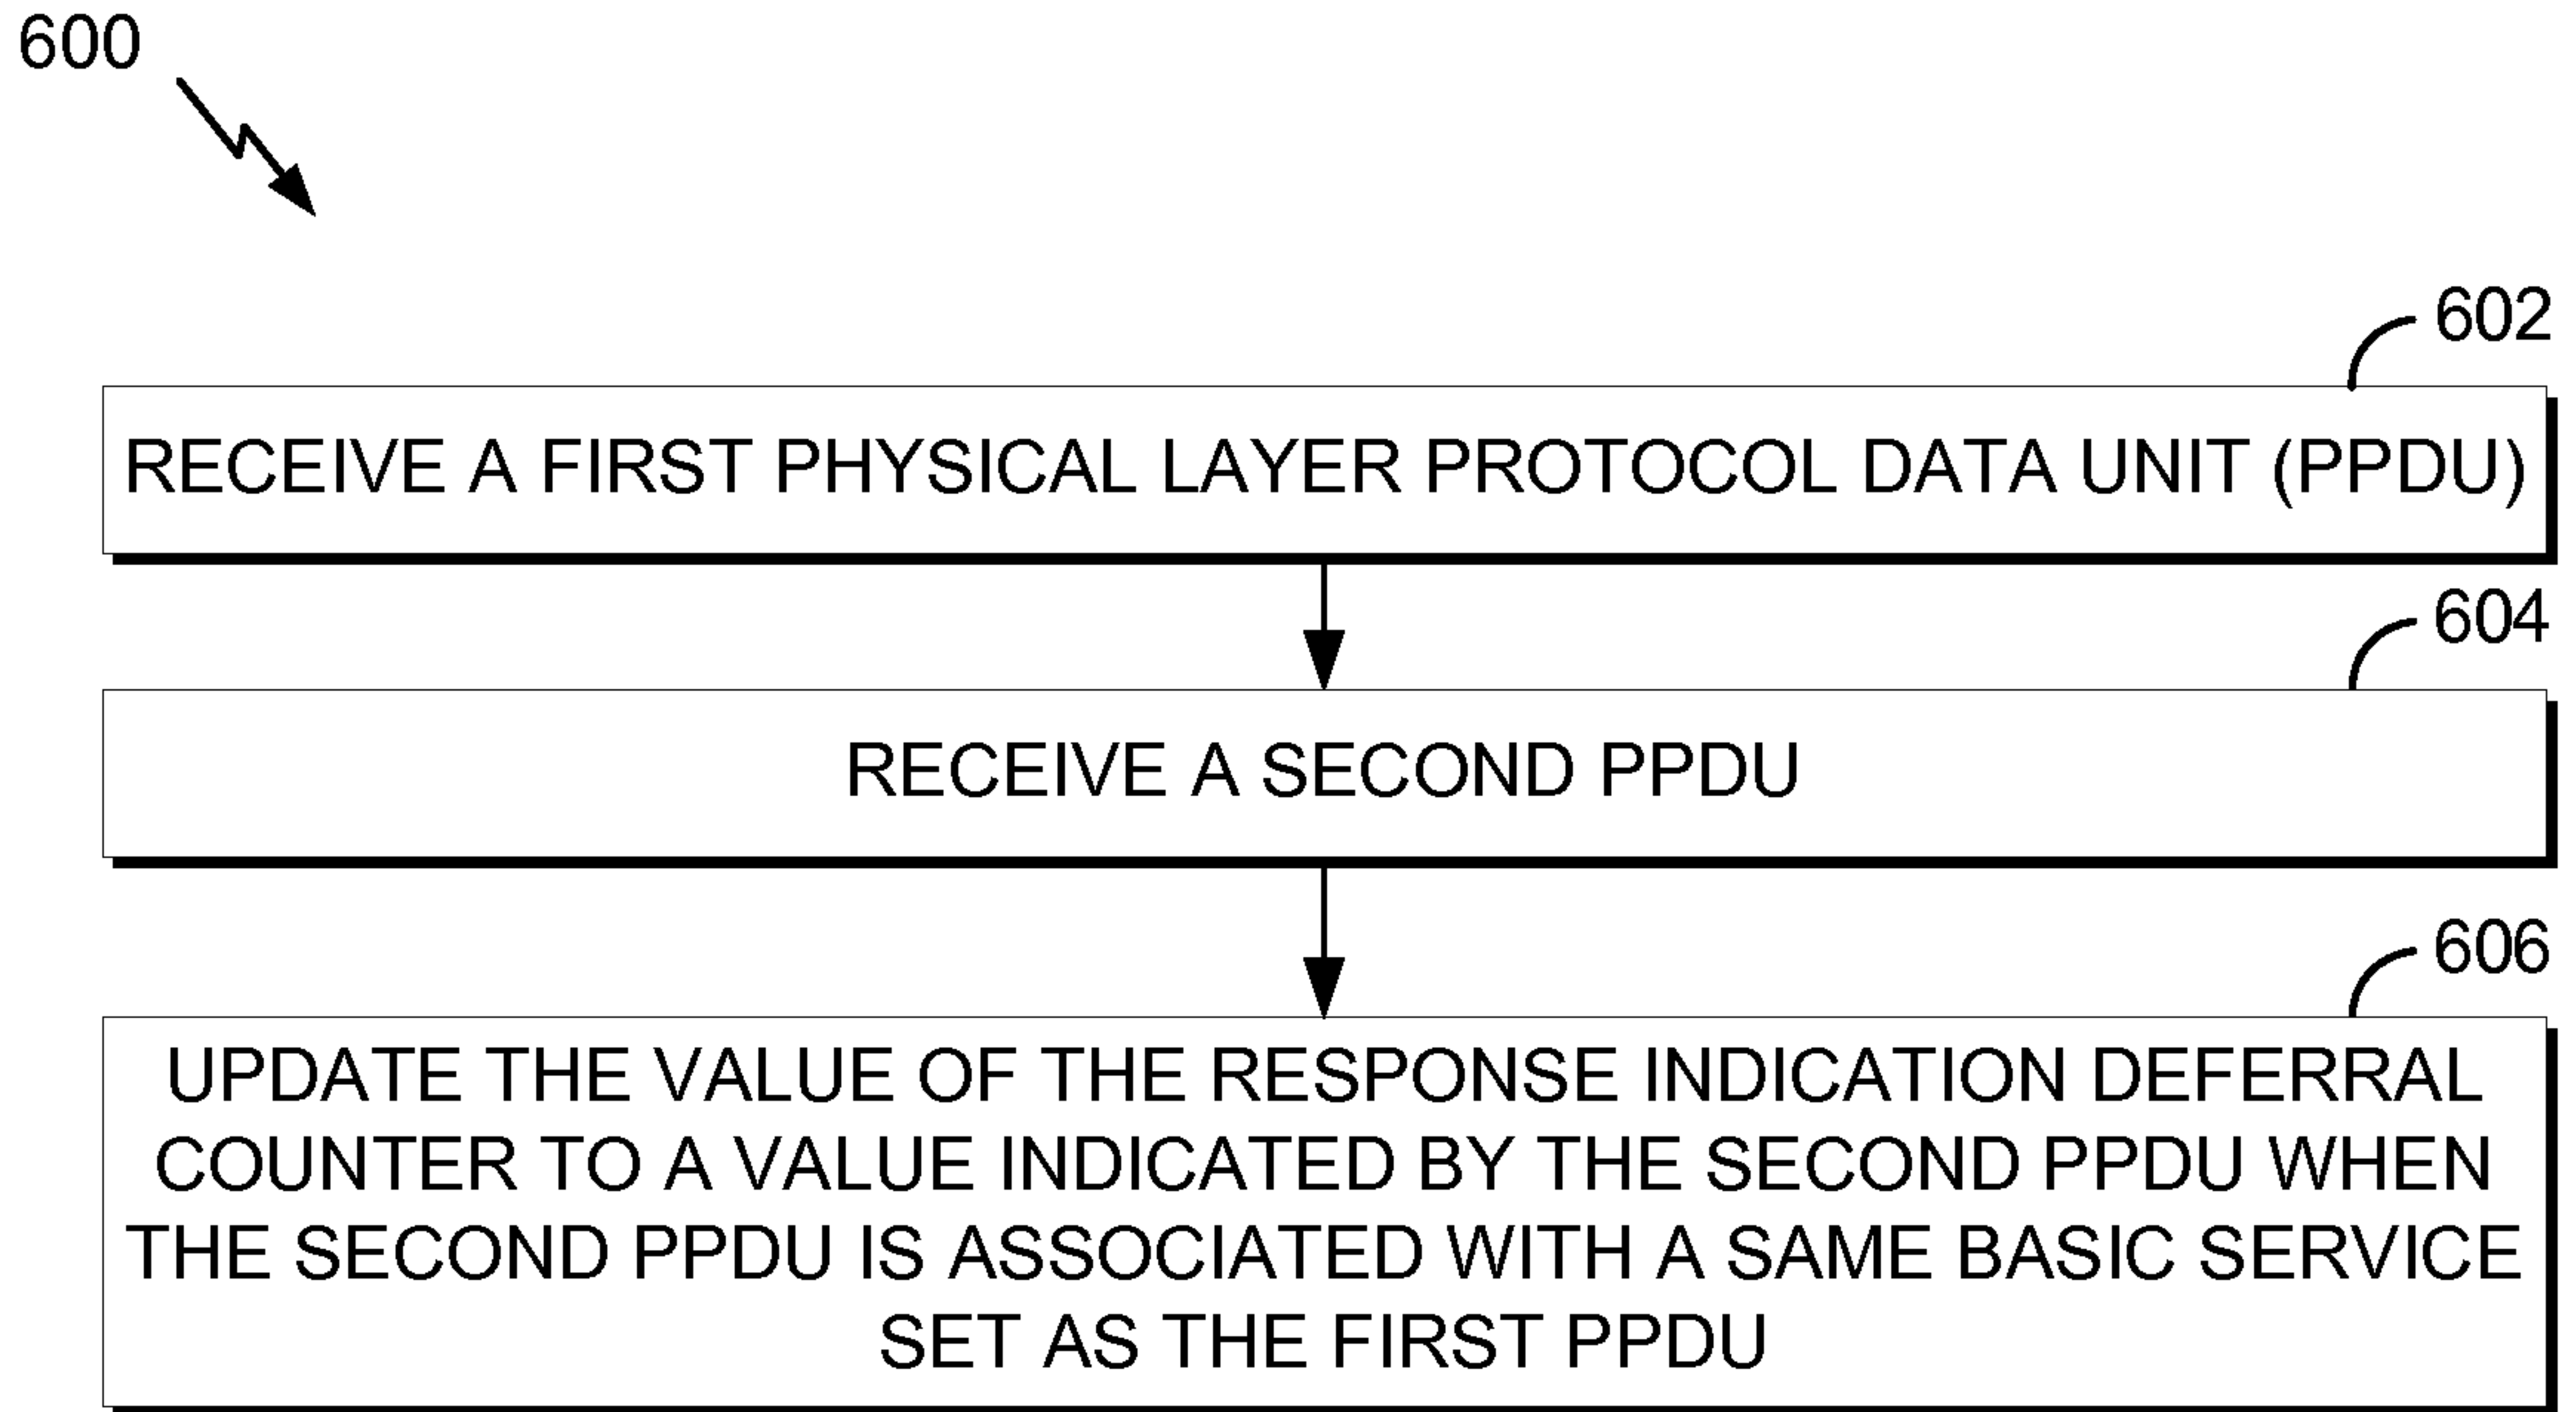 600
602
RECEIVE A FIRST PHYSICAL LAYER PROTOCOL DATA UNIT (PPDU)
604
RECEIVE A SECOND PPDU
606
UPDATE THE VALUE OF THE RESPONSE INDICATION DEFERRAL
COUNTER TO A VALUE INDICATED BY THE SECOND PPDU WHEN
THE SECOND PPDU IS ASSOCIATED WITH A SAME BASIC SERVICE
SET AS THE FIRST PPDU